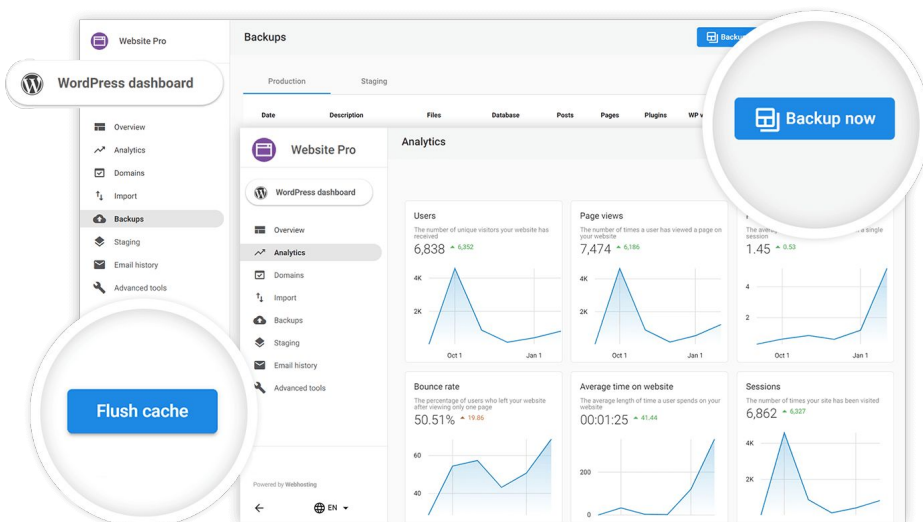 Website Pro
Backups
Backup
WordPress dashboard
Production
Staging
Date
Description
Files
Database
Posts
Pages
Plugins
WP
Backup now
Overview
Analytics
Domains
Import
Backups
Staging
Email history
Advanced tools
Flush cache
Website Pro
Analytics
WordPress dashboard
Overview
Analytics
Domains
Import
Backups
Staging
Email history
Advanced tools
Powered by Webhosting
EN
Users
The number of unique visitors your website has
received
6,838 6,352
4K
2K
Oct 1
Jan 1
Page views
The number of times a user has viewed a page on
your website
7,474 6,186
4K
2K
Oct 1
Jan 1
a single
session
1.45 0.53
4
2
Oct 1
Jan 1
Bounce rate
The percentage of users who left your website
after viewing only one page
50.51% 19.86
60
40
Average time on website
The average length of time a user spends on your
website
00:01:25 41.44
200
0
Sessions
The number of times your site has been visited
6,862 6,327
4K
2K